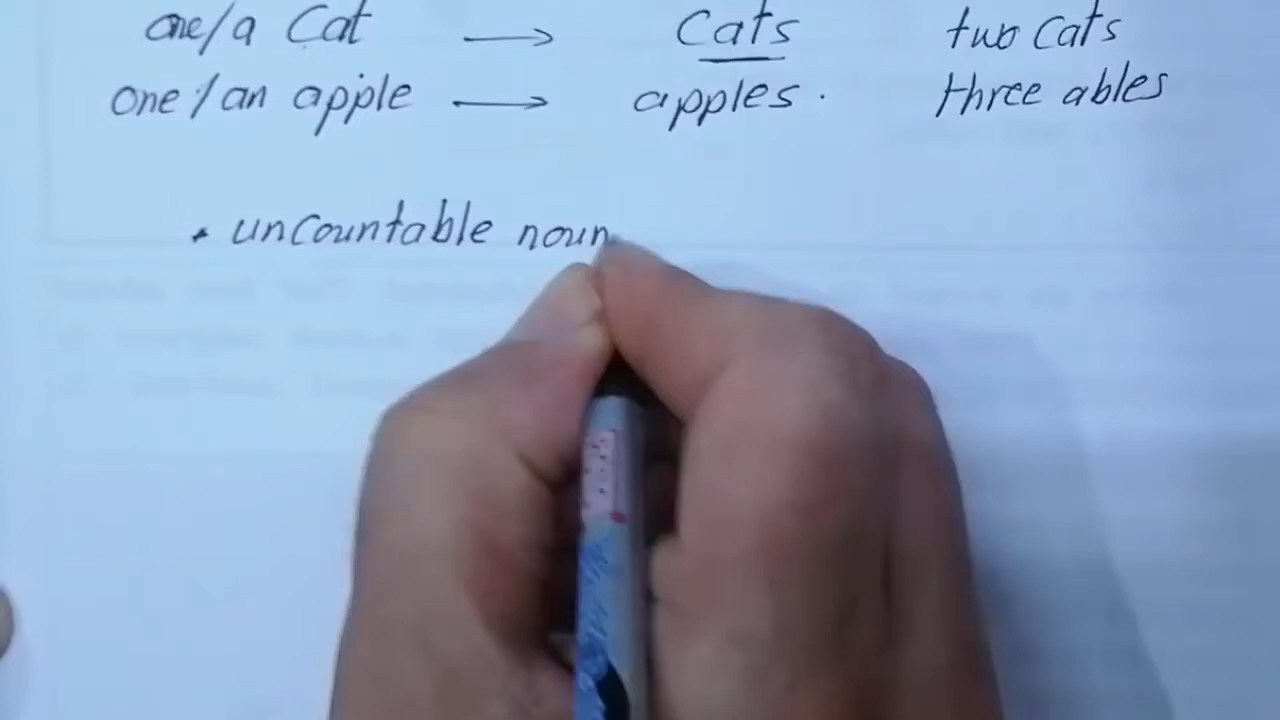 one/a Cat → Cats two Cats
one/an apple → apples. three ables
* uncountable noun